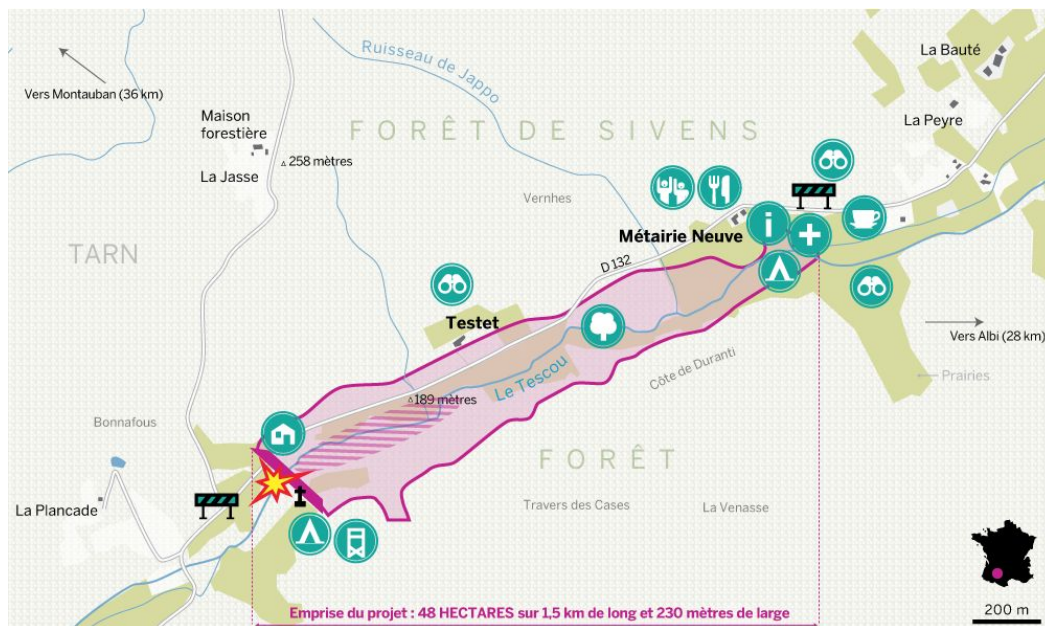 Vers Montauban (36 km)
Ruisseau de Jappo
La Bauté
Maison
forestière
FORÊT DE SIVENS
La Peyre
258 mètres
La Jasse
Vernhes
TARN
Métairie Neuve
i
D 132
Testet
Vers Albi (28 km)
Le Tescou
Côte de Duranti
Prairies
189 mètres
Bonnafous
FORÊT
La Plancade
Travers des Cases
La Venasse
Emprise du projet : 48 HECTARES sur 1,5 km de long et 230 mètres de large
200 m